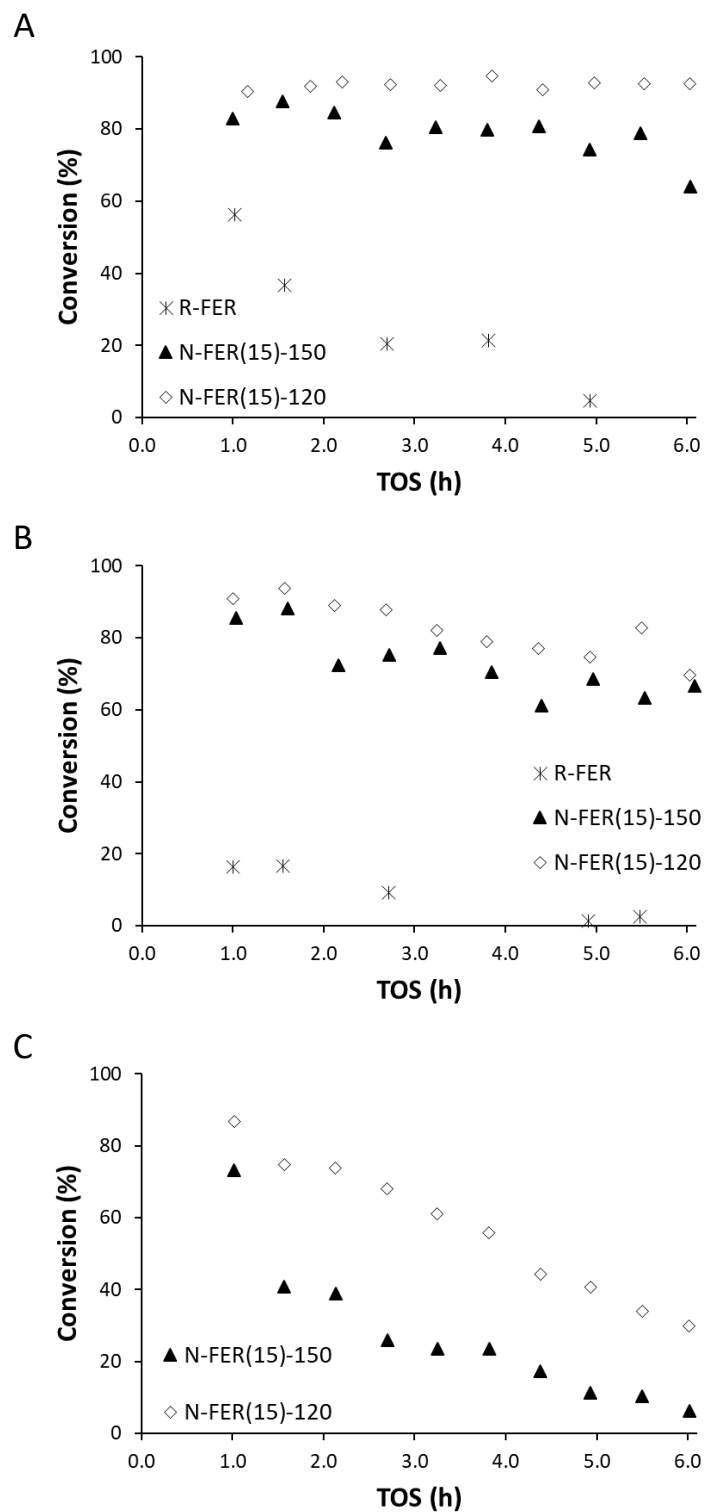 A
100
80
60
40
20
0
Conversion (%)
R-FER
N-FER(15)-150
N-FER(15)-120
0.0 1.0 2.0 3.0 4.0 5.0 6.0
TOS (h)
B
100
80
60
40
20
0
Conversion (%)
R-FER
N-FER(15)-150
N-FER(15)-120
0.0 1.0 2.0 3.0 4.0 5.0 6.0
TOS (h)
C
100
80
60
40
20
0
Conversion (%)
N-FER(15)-150
N-FER(15)-120
0.0 1.0 2.0 3.0 4.0 5.0 6.0
TOS (h)